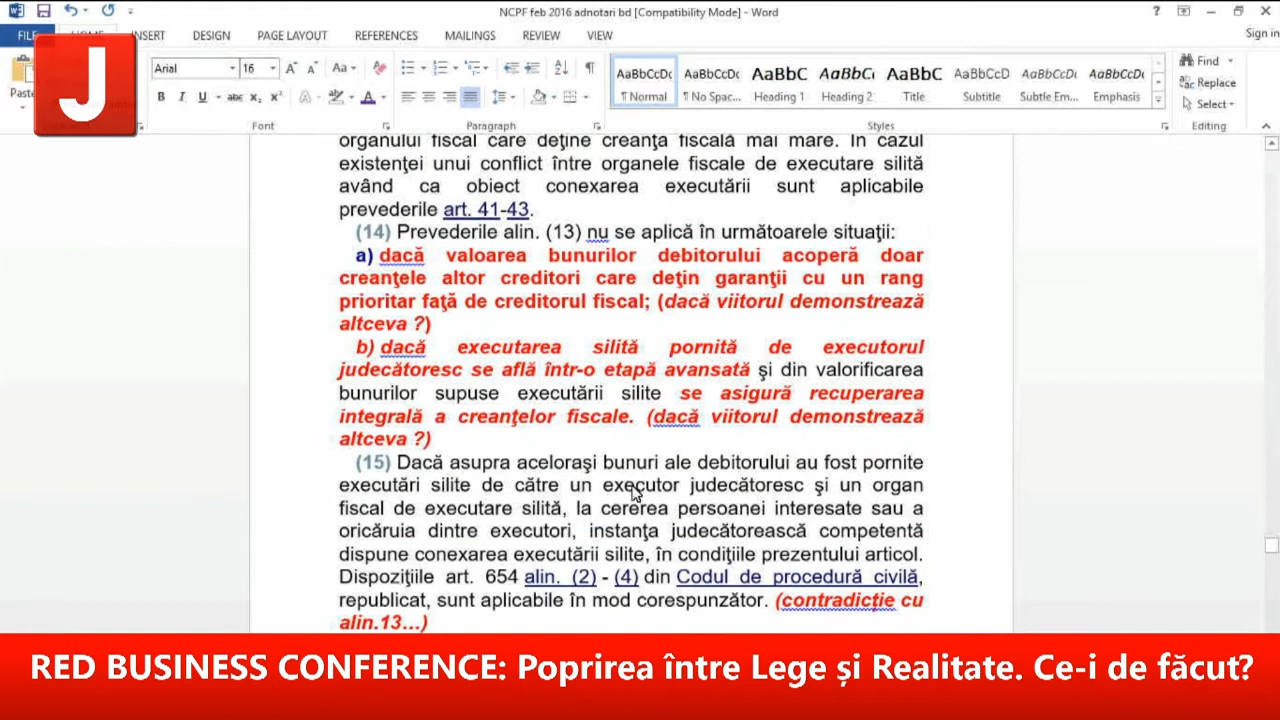 NCPF feb 2016 adnotari bd [Compatibility Mode] - Word
Sign in
FILE INSERT DESIGN PAGE LAYOUT REFERENCES MAILINGS REVIEW VIEW
J
Paste
Arial 16
Font
Paragraph
AaBbCcDc AaBbCcDc AaBbC AaBbC AaBbC AaBbCcD AaBbCcDc AaBbCcDc
¶ Normal ¶ No Spac... Heading 1 Heading 2 Title Subtitle Subtle Em... Emphasis
Styles
Find
Replace
Select
Editing
organului fiscal care deţine creanţa fiscală mai mare. În cazul
existenţei unui conflict între organele fiscale de executare silită
având ca obiect conexarea executării sunt aplicabile
prevederile art. 41-43.
(14) Prevederile alin. (13) nu se aplică în următoarele situaţii:
a) dacă valoarea bunurilor debitorului acoperă doar
creanţele altor creditori care deţin garanţii cu un rang
prioritar faţă de creditorul fiscal; (dacă viitorul demonstrează
altceva ?)
b) dacă executarea silită pornită de executorul
judecătoresc se află într-o etapă avansată şi din valorificarea
bunurilor supuse executării silite se asigură recuperarea
integrală a creanţelor fiscale. (dacă viitorul demonstrează
altceva ?)
(15) Dacă asupra aceloraşi bunuri ale debitorului au fost pornite
executări silite de către un executor judecătoresc şi un organ
fiscal de executare silită, la cererea persoanei interesate sau a
oricăruia dintre executori, instanţa judecătorească competentă
dispune conexarea executării silite, în condiţiile prezentului articol.
Dispoziţiile art. 654 alin. (2) - (4) din Codul de procedură civilă,
republicat, sunt aplicabile în mod corespunzător. (contradicţie cu
alin.13...)
RED BUSINESS CONFERENCE: Poprirea între Lege și Realitate. Ce-i de făcut?